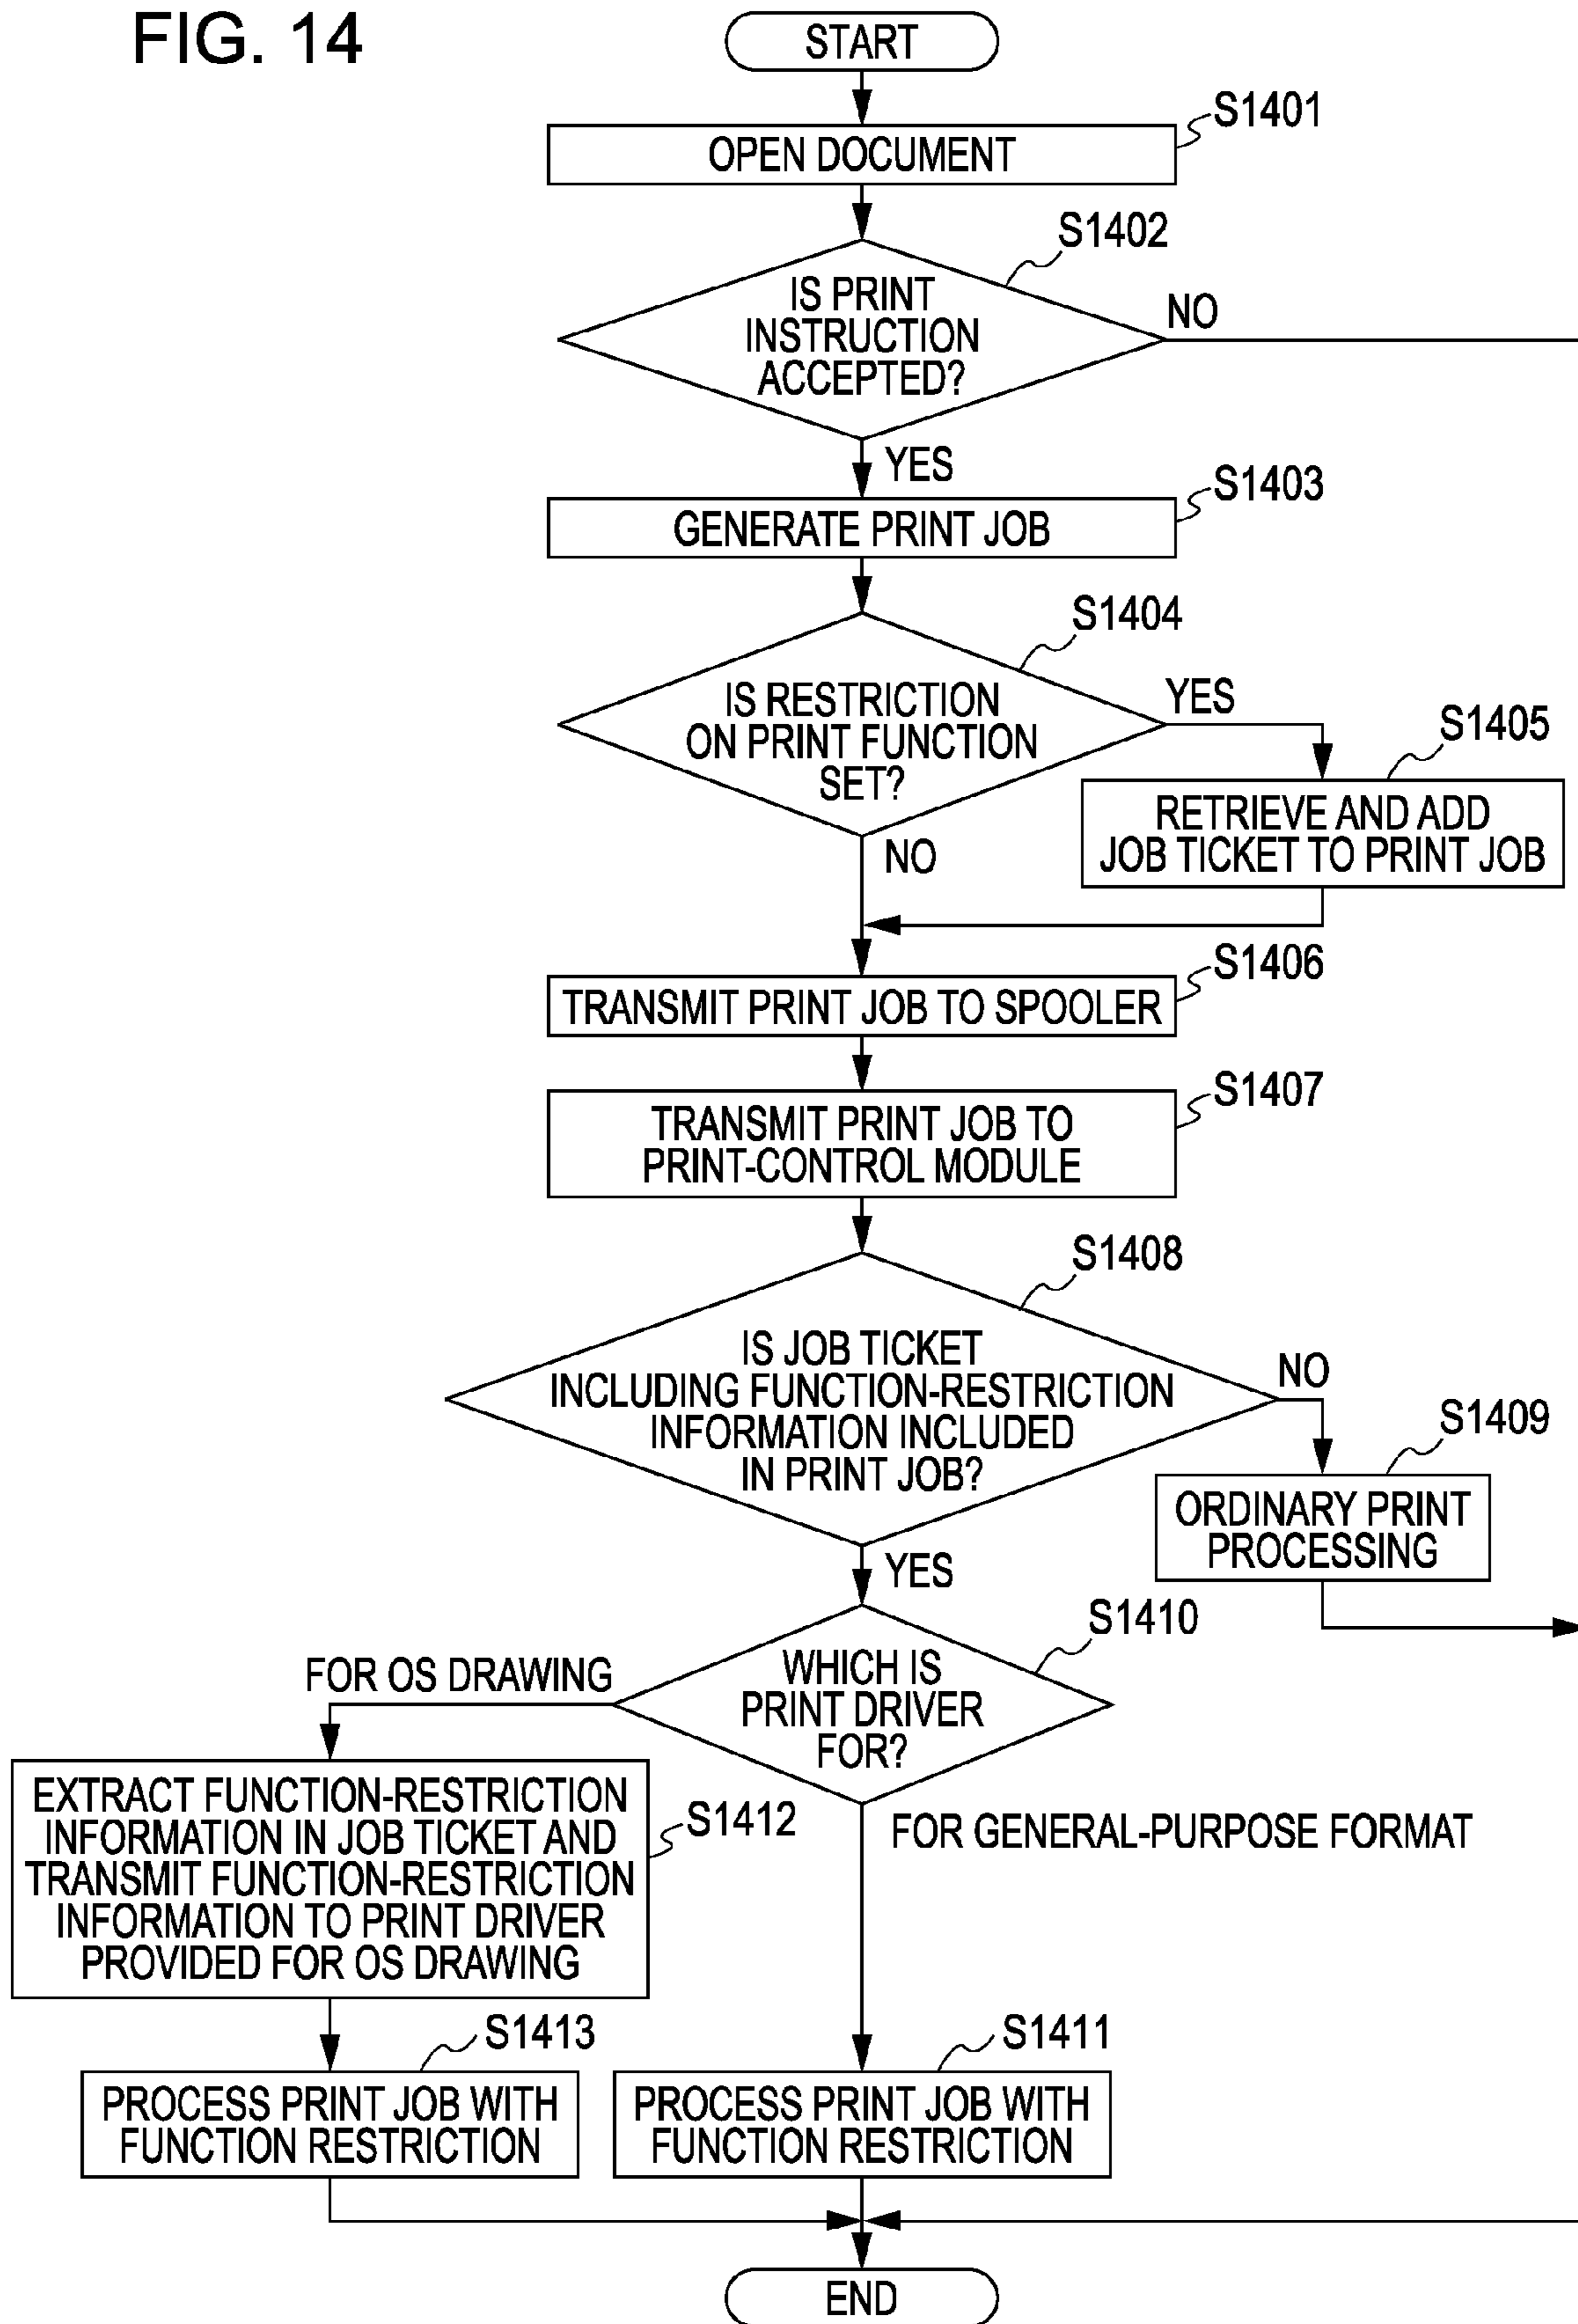 FIG. 14
START
S1401
OPEN DOCUMENT
S1402
IS PRINT
INSTRUCTION
ACCEPTED?
NO
YES
S1403
GENERATE PRINT JOB
S1404
IS RESTRICTION
ON PRINT FUNCTION
SET?
YES
S1405
RETRIEVE AND ADD
JOB TICKET TO PRINT JOB
NO
S1406
TRANSMIT PRINT JOB TO SPOOLER
S1407
TRANSMIT PRINT JOB TO
PRINT-CONTROL MODULE
S1408
IS JOB TICKET
INCLUDING FUNCTION-RESTRICTION
INFORMATION INCLUDED
IN PRINT JOB?
NO
S1409
ORDINARY PRINT
PROCESSING
YES
S1410
WHICH IS
PRINT DRIVER
FOR?
FOR OS DRAWING
S1412
EXTRACT FUNCTION-RESTRICTION
INFORMATION IN JOB TICKET AND
TRANSMIT FUNCTION-RESTRICTION
INFORMATION TO PRINT DRIVER
PROVIDED FOR OS DRAWING
FOR GENERAL-PURPOSE FORMAT
S1413
PROCESS PRINT JOB WITH
FUNCTION RESTRICTION
S1411
PROCESS PRINT JOB WITH
FUNCTION RESTRICTION
END